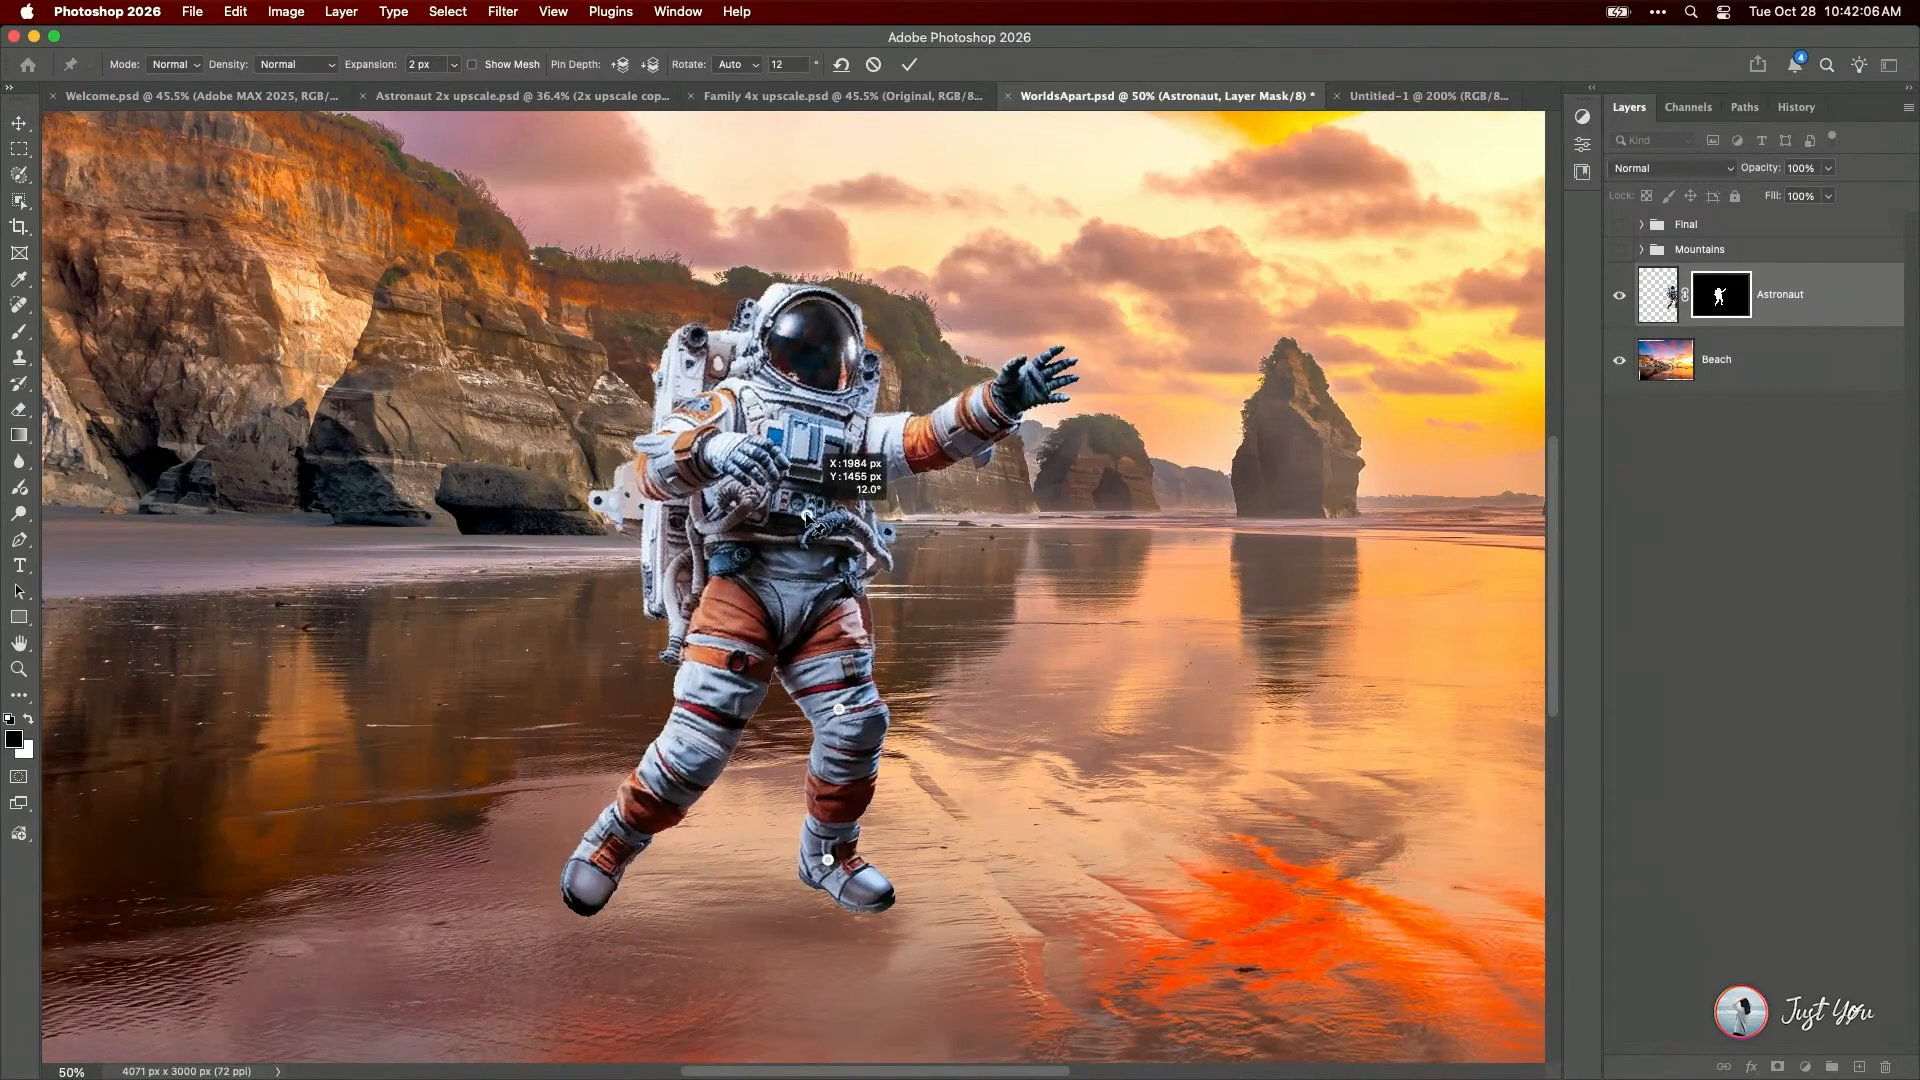 Photoshop 2026 File Edit Image Layer Type Select Filter View Plugins Window Help Tue Oct 28 10:42:06 AM
Adobe Photoshop 2026
Mode: Normal Density: Normal Expansion: 2 px Show Mesh Pin Depth: Rotate: Auto 12 ° 4
Welcome.psd @ 45.5% (Adobe MAX 2025, RGB/... Astronaut 2x upscale.psd @ 36.4% (2x upscale cop... Family 4x upscale.psd @ 45.5% (Original, RGB/8... WorldsApart.psd @ 50% (Astronaut, Layer Mask/8) * Untitled-1 @ 200% (RGB/8...
Layers Channels Paths History
Kind
Normal Opacity: 100%
Lock: Fill: 100%
Final
Mountains
Astronaut
Beach
X: 1984 px
Y: 1455 px
12.0°
Just You
50% 4071 px x 3000 px (72 ppi)